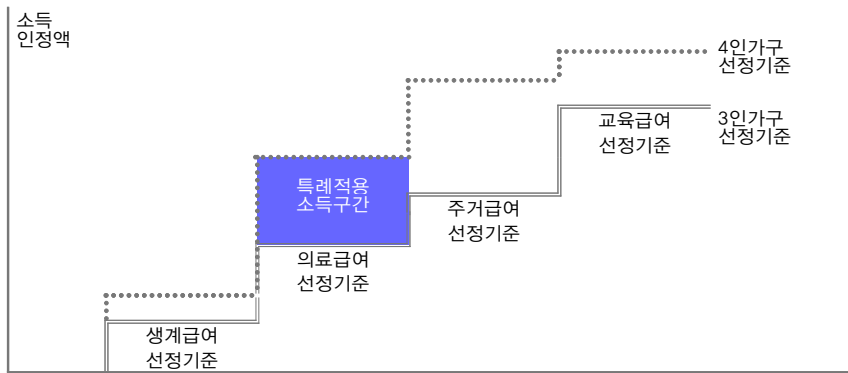 소득
인정액
4인가구
선정기준
교육급여
선정기준
3인가구
선정기준
특례적용
소득구간
주거급여
선정기준
의료급여
선정기준
생계급여
선정기준